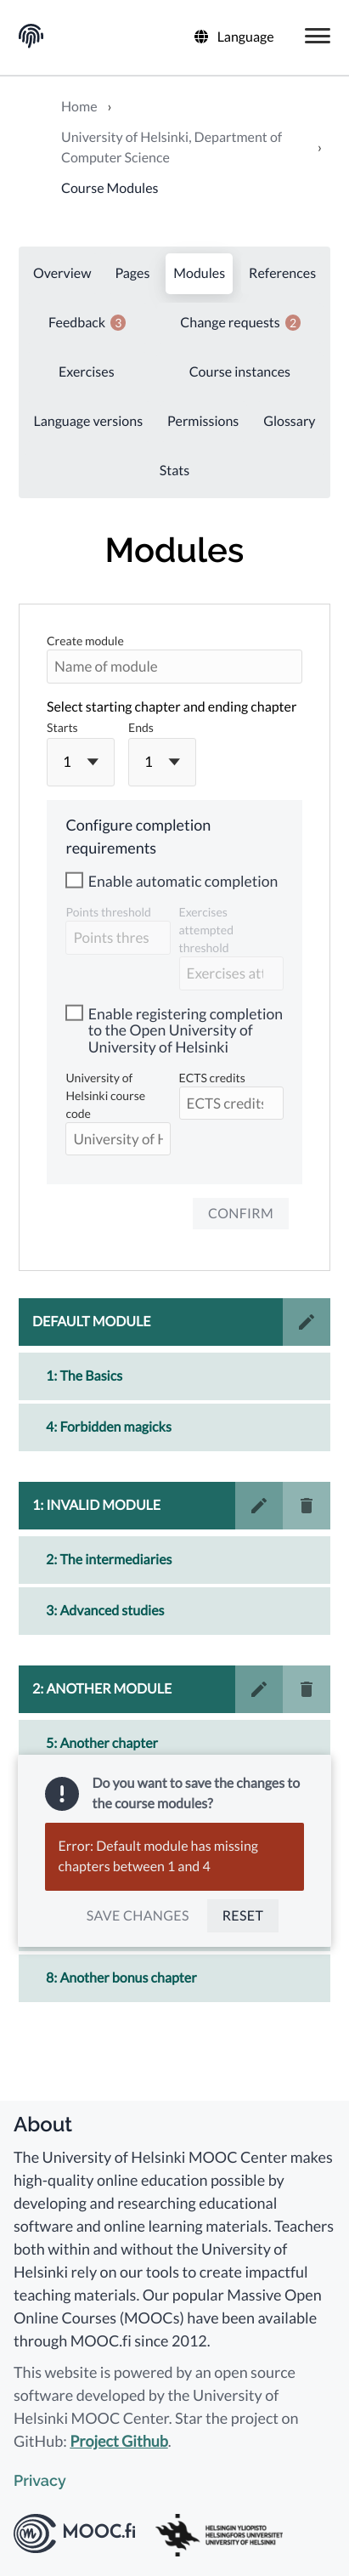 Language
Home ›
University of Helsinki, Department of
Computer Science ›
Course Modules
Overview Pages Modules References
Feedback 3 Change requests 2
Exercises Course instances
Language versions Permissions Glossary
Stats
Modules
Create module
Name of module
Select starting chapter and ending chapter
Starts Ends
1 1
Configure completion
requirements
Enable automatic completion
Points threshold Exercises
attempted
threshold
Points thres
Exercises att
Enable registering completion
to the Open University of
University of Helsinki
University of ECTS credits
Helsinki course
code
ECTS credits
University of H
CONFIRM
DEFAULT MODULE
1: The Basics
4: Forbidden magicks
1: INVALID MODULE
2: The intermediaries
3: Advanced studies
2: ANOTHER MODULE
5: Another chapter
Do you want to save the changes to
the course modules?
Error: Default module has missing
chapters between 1 and 4
SAVE CHANGES RESET
8: Another bonus chapter
About
The University of Helsinki MOOC Center makes
high-quality online education possible by
developing and researching educational
software and online learning materials. Teachers
both within and without the University of
Helsinki rely on our tools to create impactful
teaching materials. Our popular Massive Open
Online Courses (MOOCs) have been available
through MOOC.fi since 2012.
This website is powered by an open source
software developed by the University of
Helsinki MOOC Center. Star the project on
GitHub: Project Github.
Privacy
MOOC.fi
HELSINGIN YLIOPISTO
HELSINGFORS UNIVERSITET
UNIVERSITY OF HELSINKI